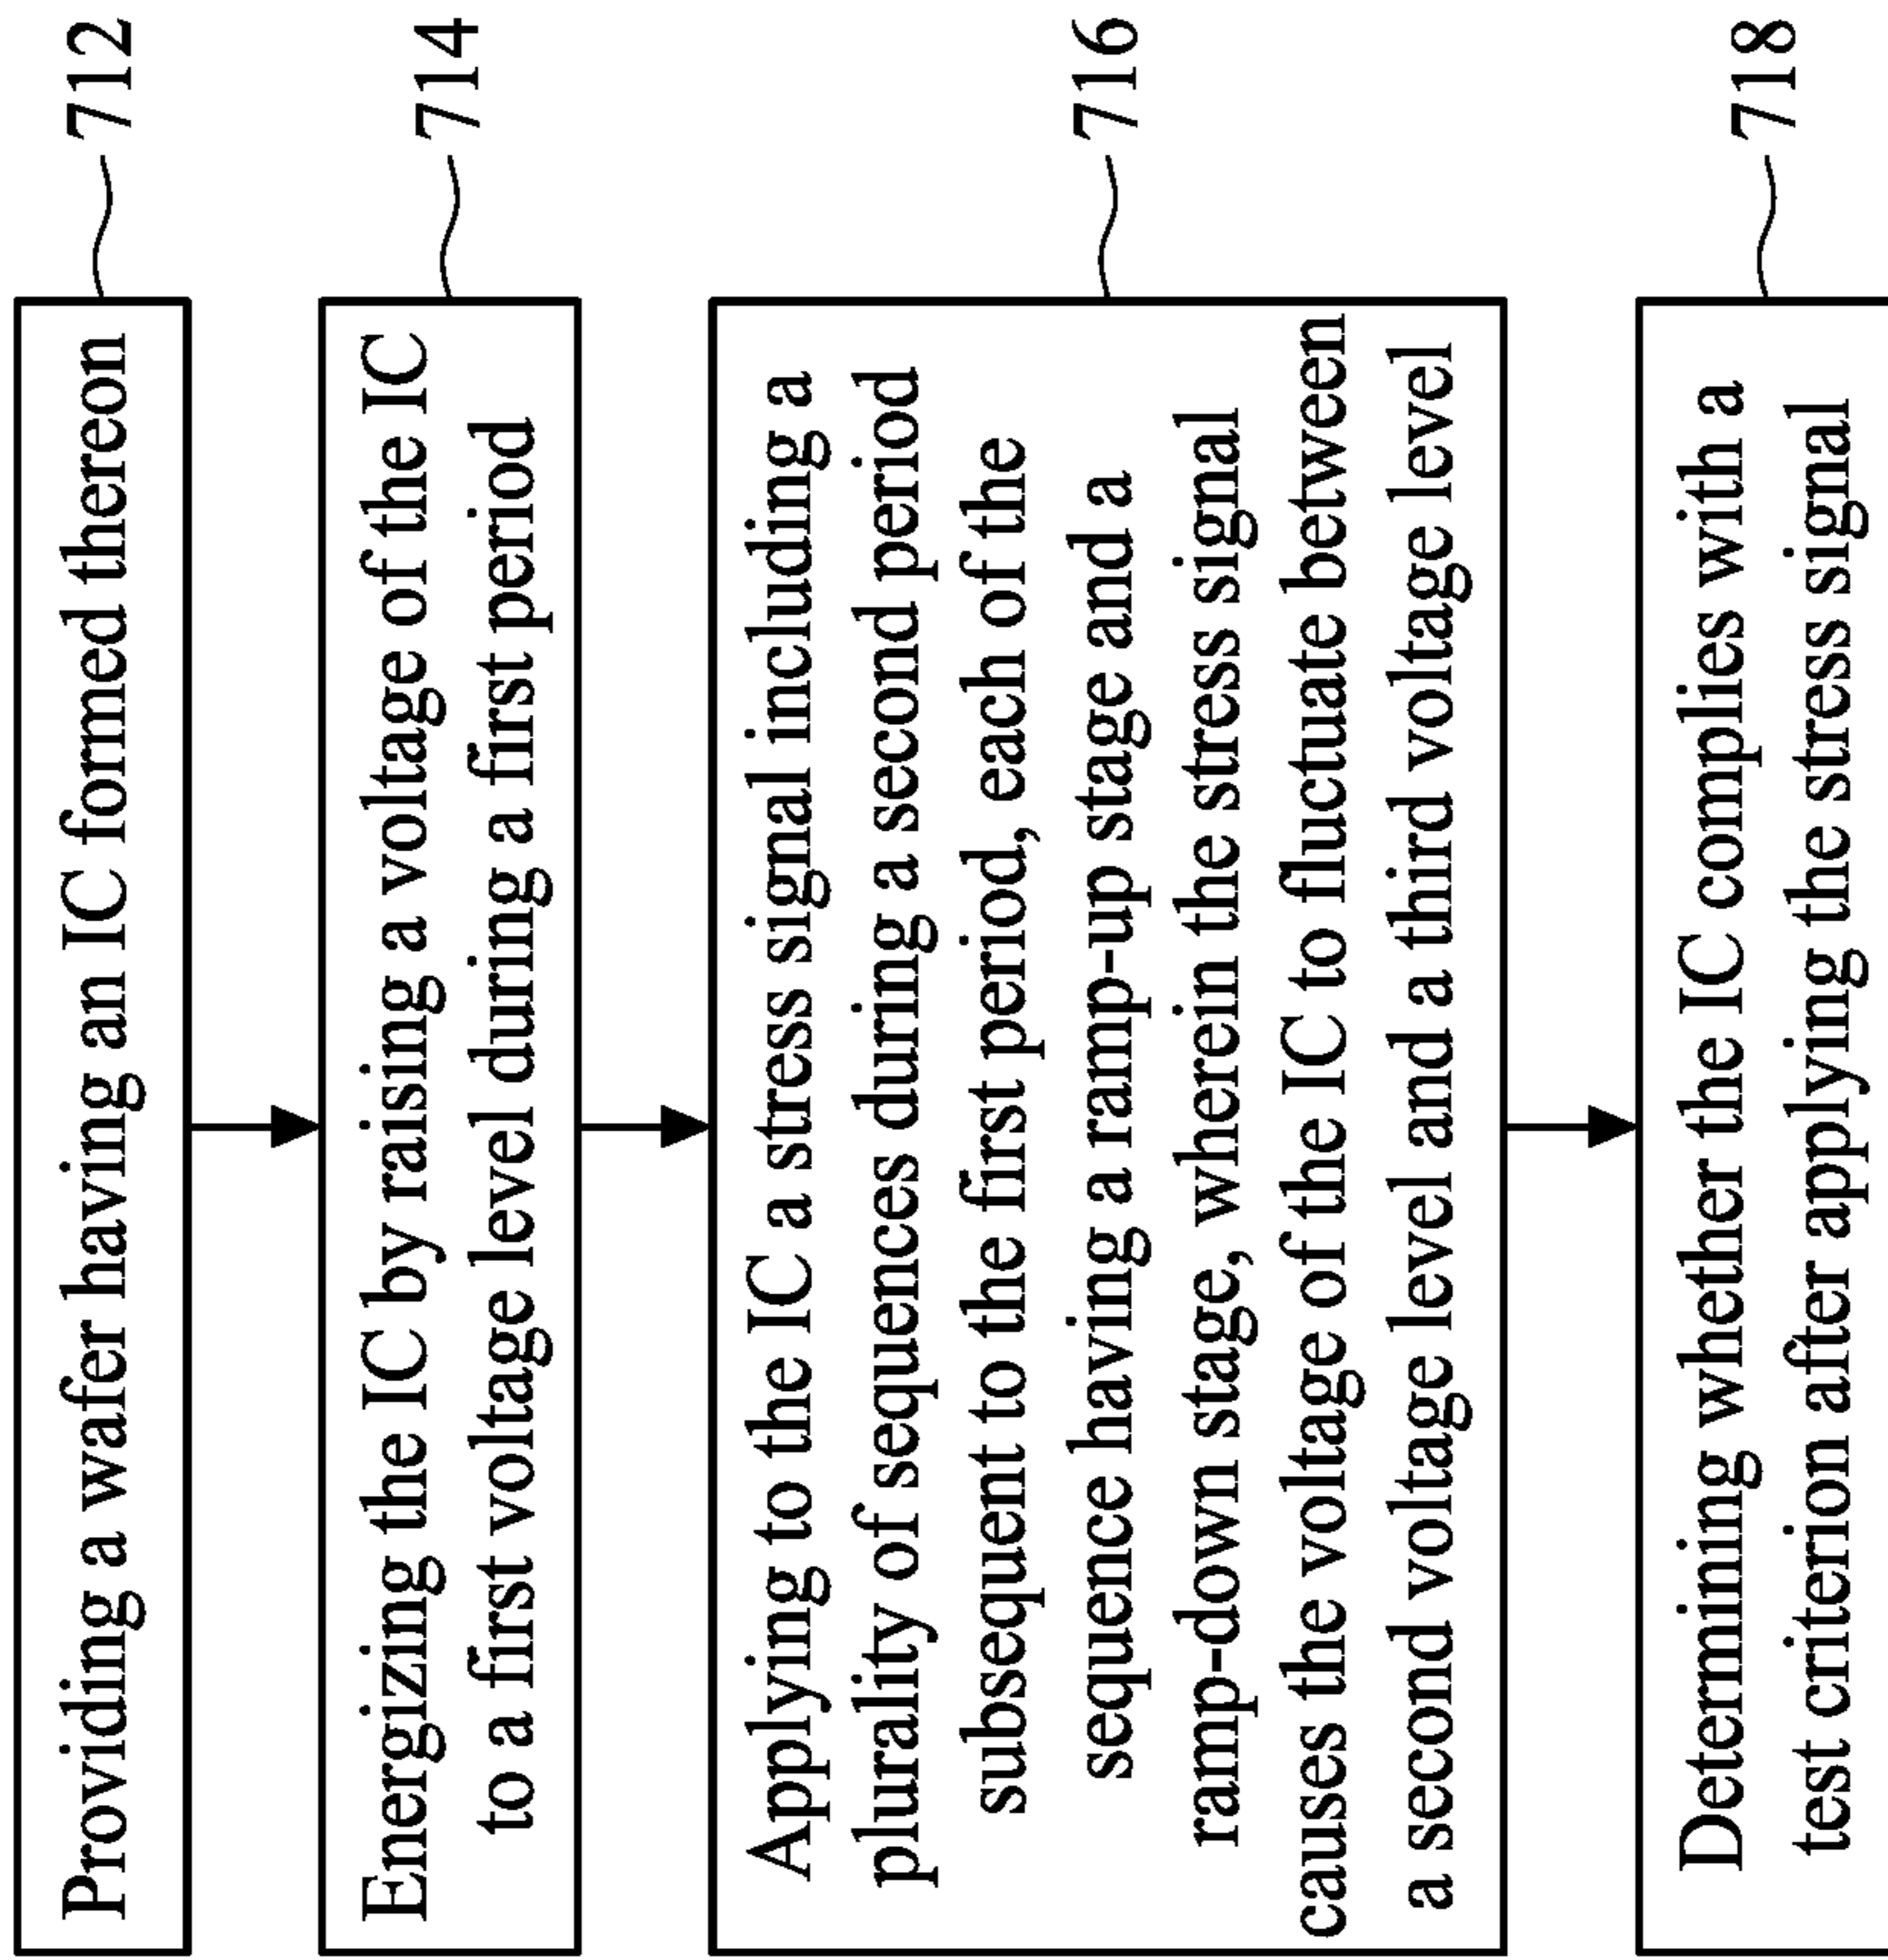 Providing a wafer having an IC formed thereon
712
Energizing the IC by raising a voltage of the IC
to a first voltage level during a first period
714
Applying to the IC a stress signal including a
plurality of sequences during a second period
subsequent to the first period, each of the
sequence having a ramp-up stage and a
ramp-down stage, wherein the stress signal
causes the voltage of the IC to fluctuate between
a second voltage level and a third voltage level
716
Determining whether the IC complies with a
test criterion after applying the stress signal
718